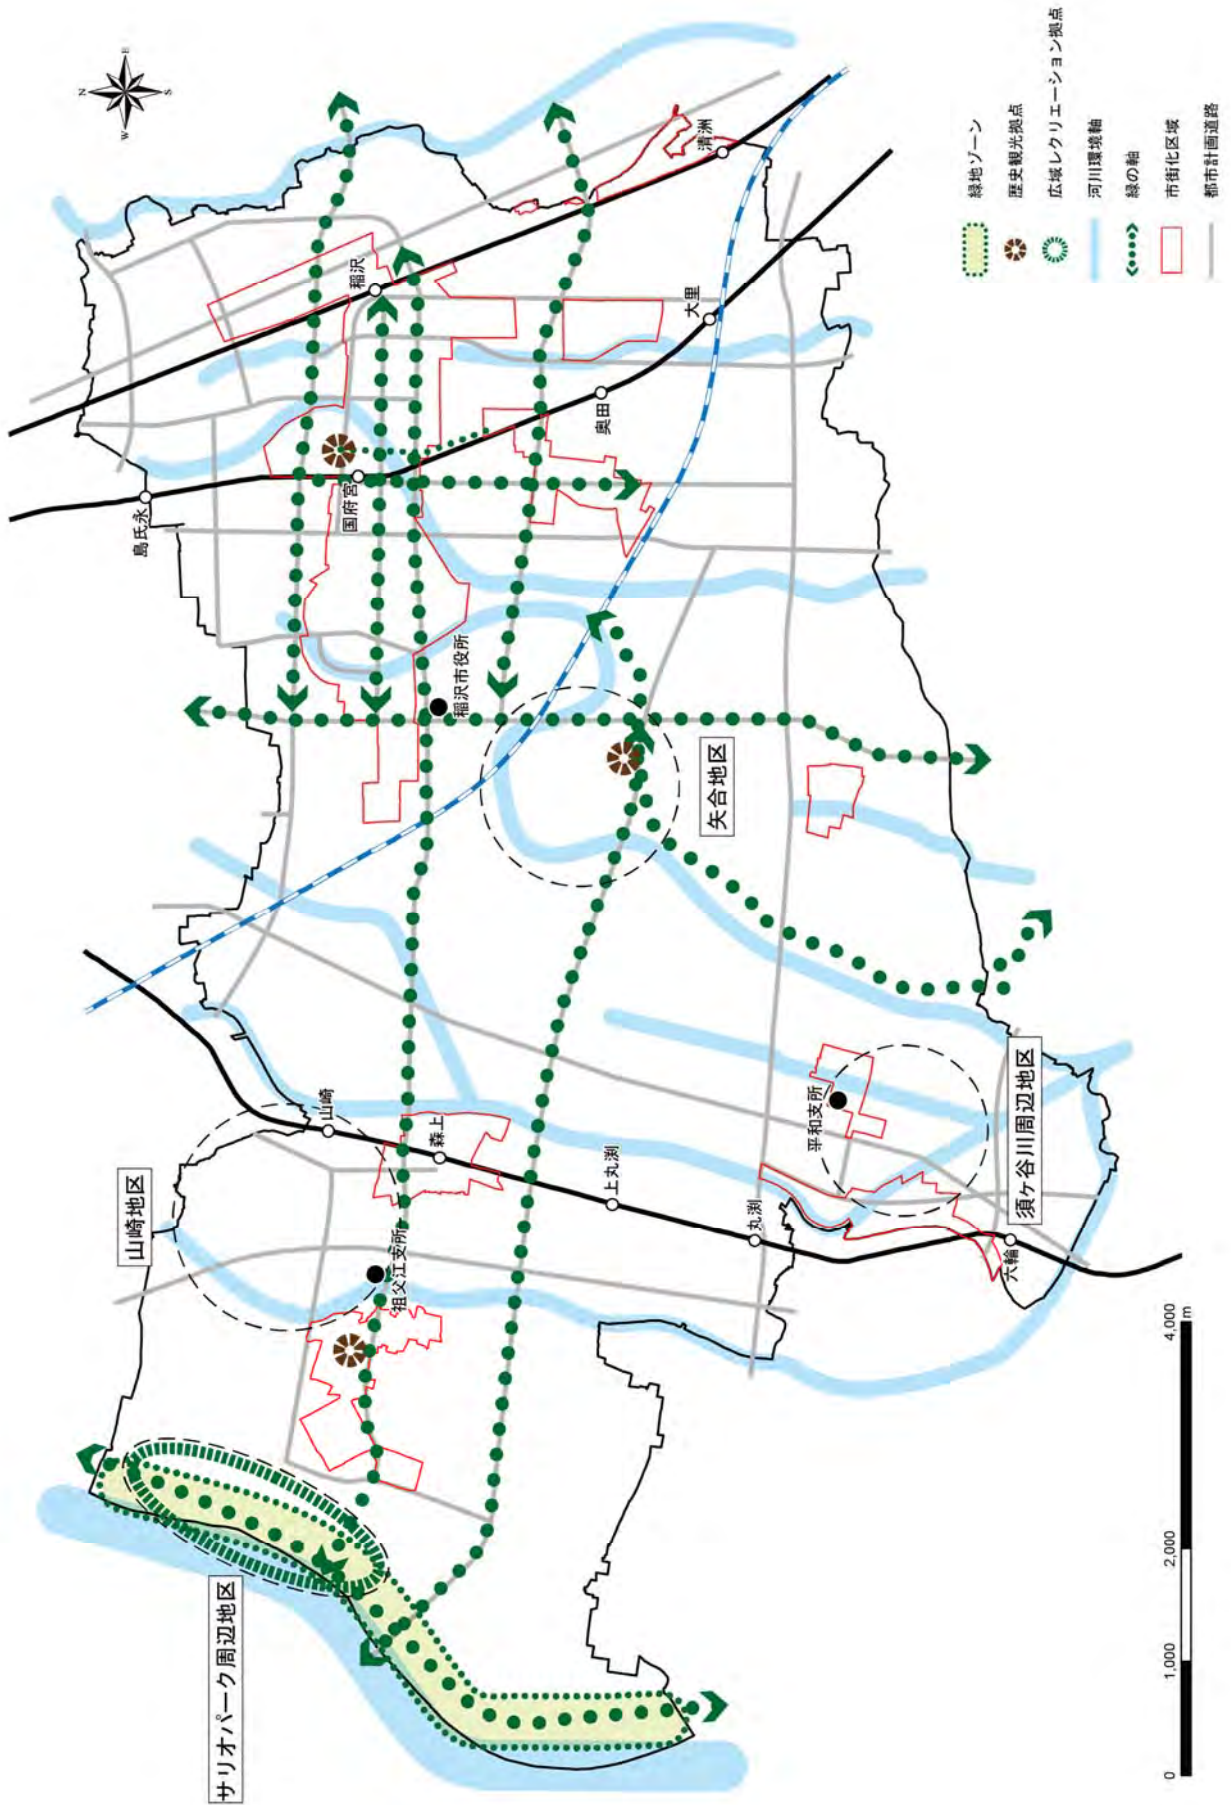 サリオパーク周辺地区
山崎地区
矢合地区
須ヶ谷川周辺地区
島氏永
国府宮
稲沢
清洲
大里
奥田
稲沢市役所
山崎
森上
祖父江支所
上丸渕
丸渕
平和支所
六輪
N
E
S
W
緑地ゾーン
歴史観光拠点
広域レクリエーション拠点
河川環境軸
緑の軸
市街化区域
都市計画道路
0 1,000 2,000 4,000
m